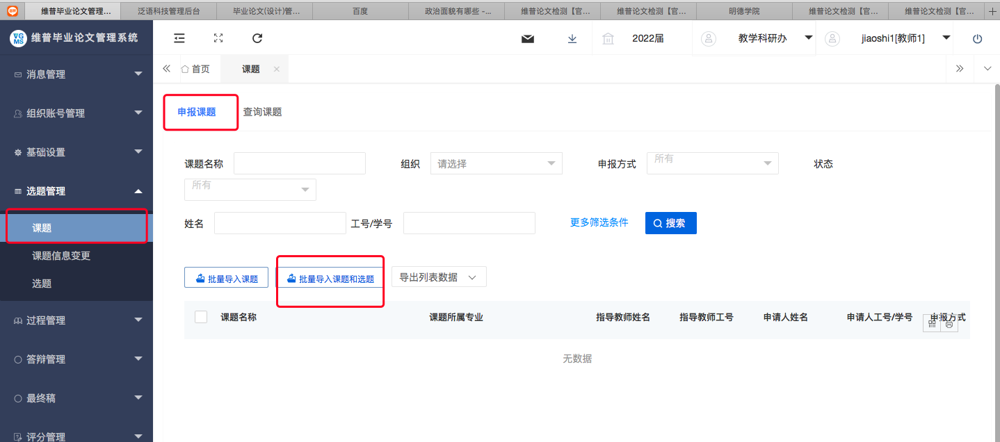 维普毕业论文管理... 泛语科技管理后台 毕业论文(设计)管... 百度 政治面貌有哪些 -... 维普论文检测【官... 维普论文检测【官... 明德学院 维普论文检测【官... 维普论文检测【官...
VG
MS
维普毕业论文管理系统
2022届 教学科研办 jiaoshi1[教师1]
首页 课题
消息管理
组织账号管理
基础设置
选题管理
课题
课题信息变更
选题
过程管理
答辩管理
最终稿
评分管理
申报课题 查询课题
课题名称 组织 请选择 申报方式 所有 状态
所有
姓名 工号/学号 更多筛选条件 搜索
批量导入课题 批量导入课题和选题 导出列表数据
课题名称 课题所属专业 指导教师姓名 指导教师工号 申请人姓名 申请人工号/学号 申报方式
无数据